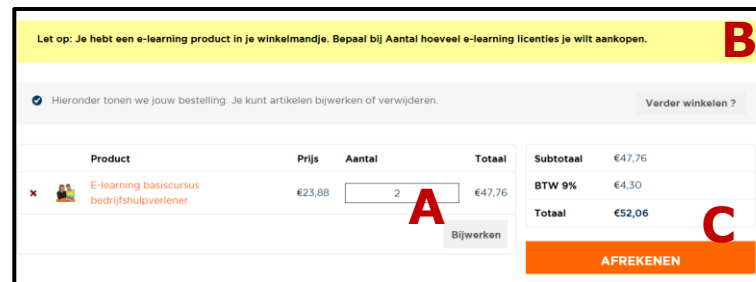 Let op: Je hebt een e-learning product in je winkelmandje. Bepaal bij Aantal hoeveel e-learning licenties je wilt aankopen.
B
Hieronder tonen we jouw bestelling. Je kunt artikelen bijwerken of verwijderen.
Verder winkelen ?
Product Prijs Aantal Totaal
E-learning basiscursus
bedrijfshulpverlener
€23,88 2 €47,76
A
Bijwerken
Subtotaal €47,76
BTW 9% €4,30
Totaal €52,06
C
AFREKENEN